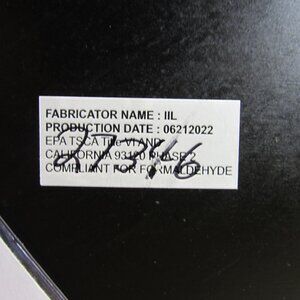 FABRICATOR NAME : IIL
PRODUCTION DATE : 06212022
EPA TSCA Title VI AND
CALIFORNIA 93120 PHASE 2
COMPLIANT FOR FORMALDEHYDE